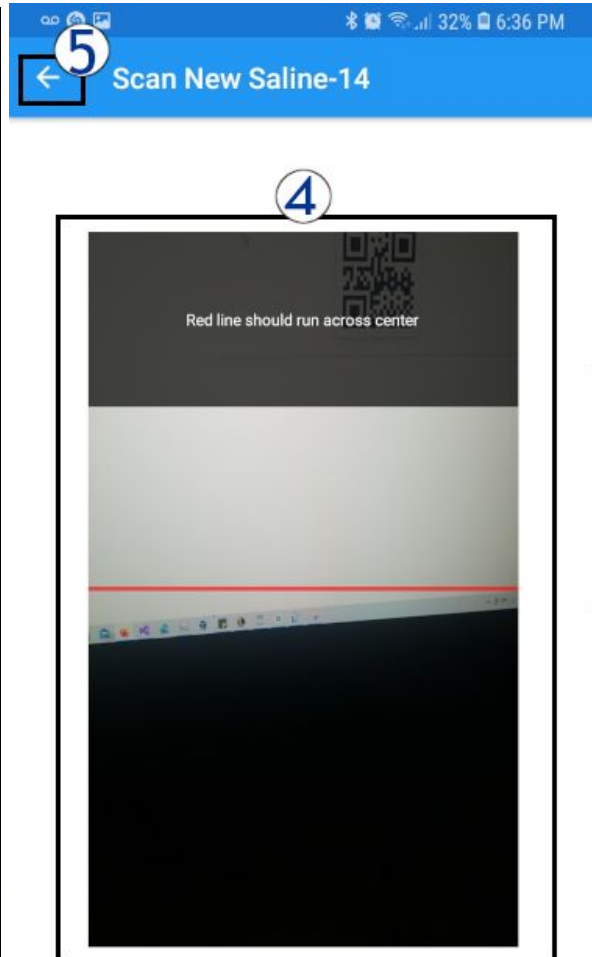 32% 6:36 PM
5
Scan New Saline-14
4
Red line should run across center